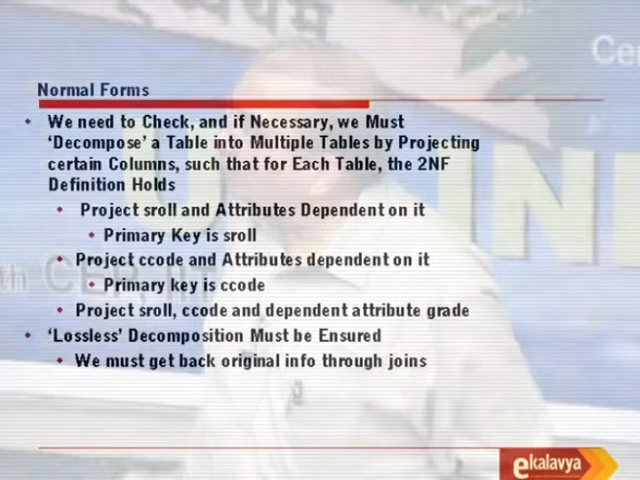 Cer
Normal Forms
We need to Check, and if Necessary, we Must
‘Decompose’ a Table into Multiple Tables by Projecting
certain Columns, such that for Each Table, the 2NF
Definition Holds
Project sroll and Attributes Dependent on it
Primary Key is sroll
Project ccode and Attributes dependent on it
Primary key is ccode
Project sroll, ccode and dependent attribute grade
‘Lossless’ Decomposition Must be Ensured
We must get back original info through joins
ekalavya